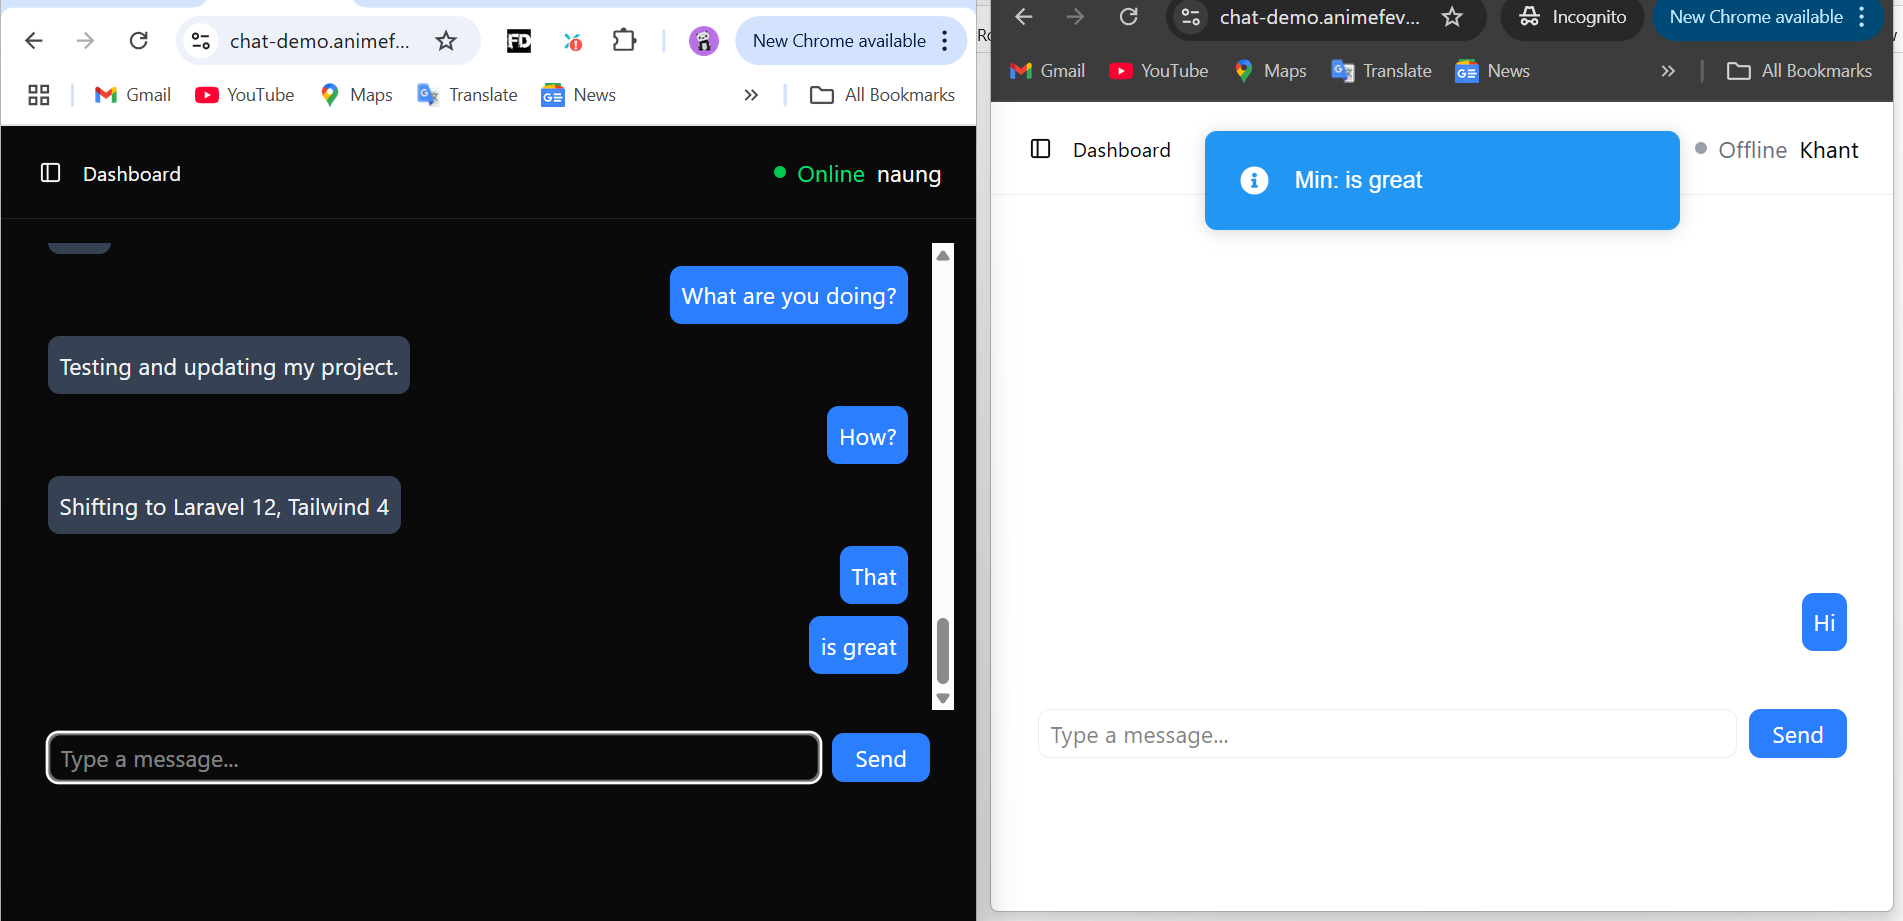 chat-demo.animef...
FD
New Chrome available
Gmail
YouTube
Maps
Translate
GE
News
All Bookmarks
Dashboard
Online naung
What are you doing?
Testing and updating my project.
How?
Shifting to Laravel 12, Tailwind 4
That
is great
Type a message...
Send
chat-demo.animefev...
Incognito
New Chrome available
Gmail
YouTube
Maps
Translate
GE
News
All Bookmarks
Dashboard
Min: is great
Offline Khant
Hi
Type a message...
Send